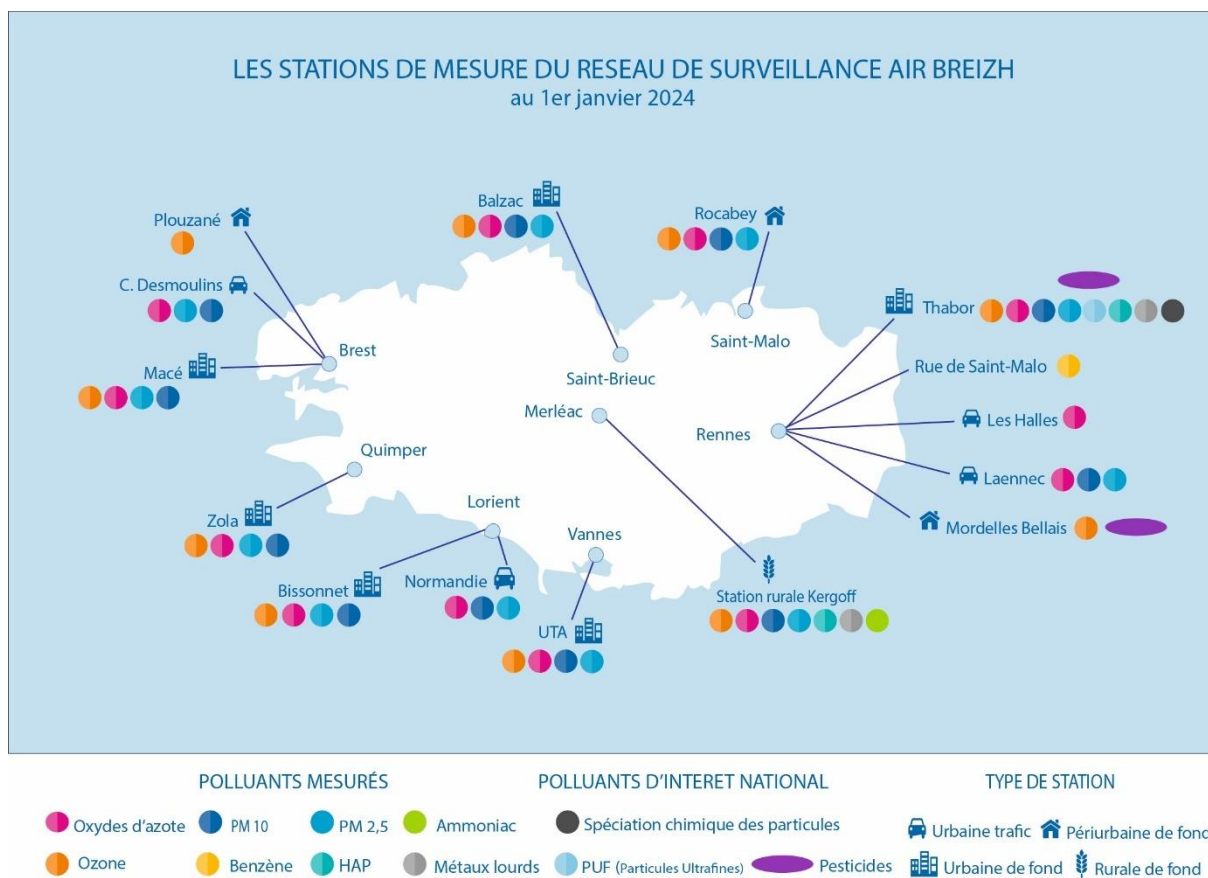 LES STATIONS DE MESURE DU RESEAU DE SURVEILLANCE AIR BREIZH
au 1er janvier 2024
Balzac
Plouzané
Rocabey
C. Desmoulins
Thabor
Saint-Malo
Brest
Macé
Saint-Brieuc
Rue de Saint-Malo
Merléac
Les Halles
Rennes
Quimper
Laennec
Lorient
Zola
Mordelles Bellais
Vannes
Normandie
Bissonnet
Station rurale Kergoff
UTA
POLLUANTS MESURÉS
Oxydes d'azote
PM 10
PM 2,5
Ammoniac
Ozone
Benzène
HAP
Métaux lourds
POLLUANTS D'INTERET NATIONAL
Spéciation chimique des particules
PUF (Particules Ultrafines)
Pesticides
TYPE DE STATION
Urbaine trafic
Périurbaine de fond
Urbaine de fond
Rurale de fond